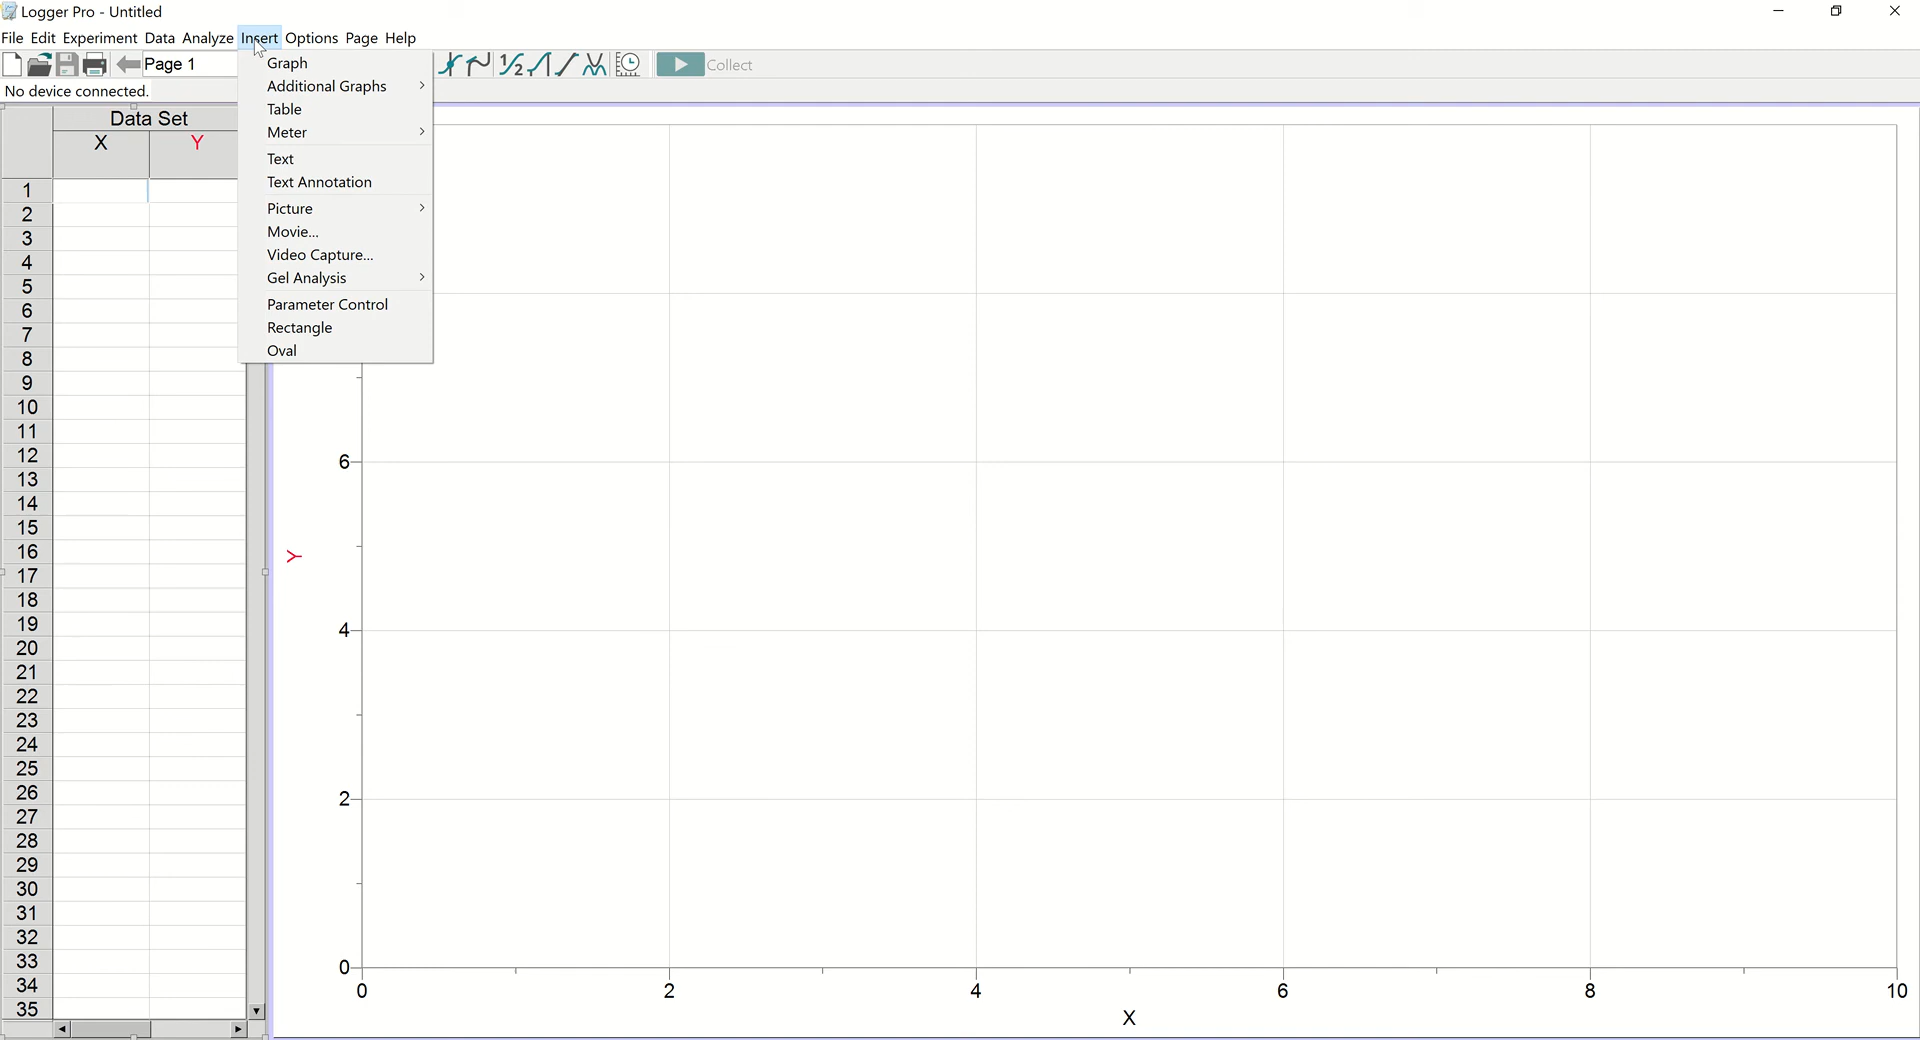 Logger Pro - Untitled
File Edit Experiment Data Analyze Insert Options Page Help
Page 1
½
Collect
No device connected.
Graph
Additional Graphs
Table
Meter
Text
Text Annotation
Picture
Movie...
Video Capture...
Gel Analysis
Parameter Control
Rectangle
Oval
Data Set
X Y
1
2
3
4
5
6
7
8
9
10
11
12
13
14
15
16
17
18
19
20
21
22
23
24
25
26
27
28
29
30
31
32
33
34
35
Y
6
4
2
0
0 2 4 6 8 10
X